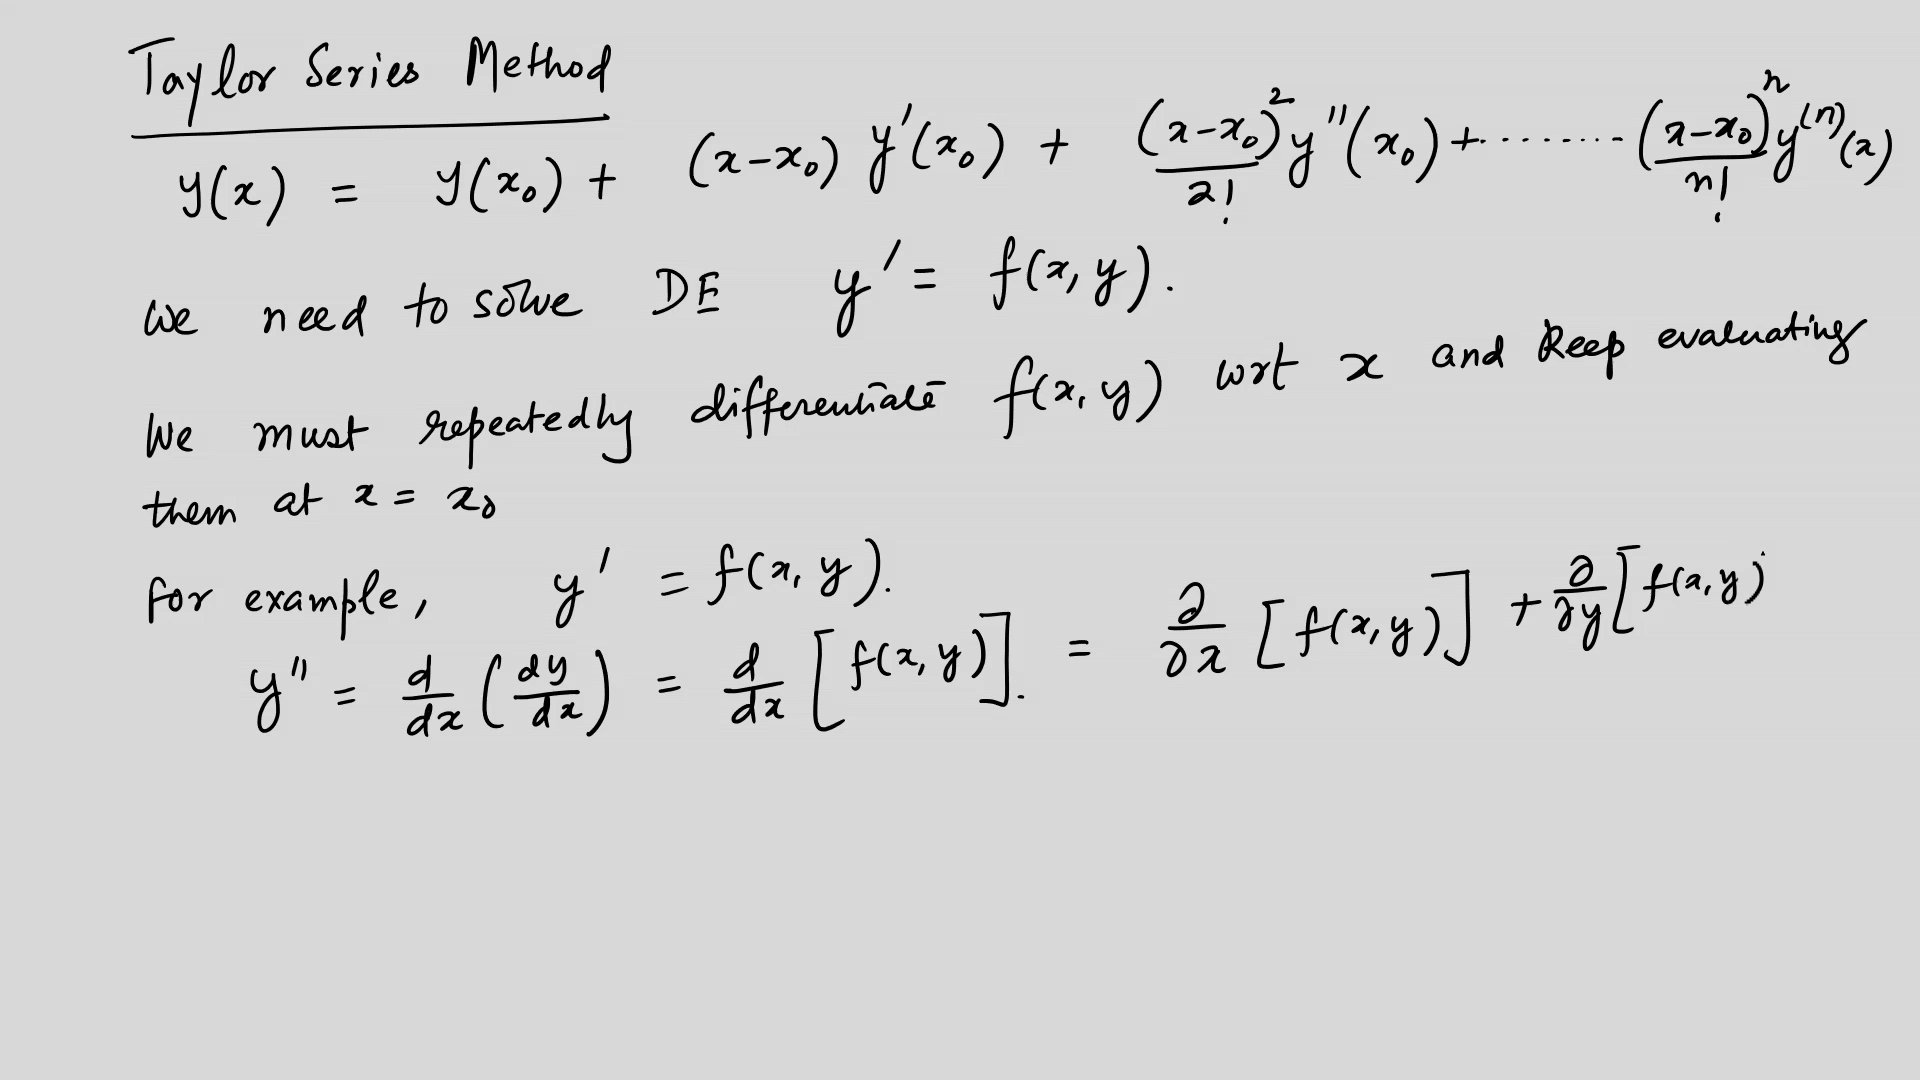 Taylor Series Method
y(x) = y(x₀) + (x-x₀) y'(x₀) + (x-x₀)²/2! y''(x₀) + ........ (x-x₀)ⁿ/n! y⁽ⁿ⁾(x)
We need to solve DE y' = f(x, y).
We must repeatedly differentiate f(x, y) wrt x and keep evaluating
them at x = x₀
for example, y' = f(x, y).
y'' = d/dx (dy/dx) = d/dx [f(x, y)]. = ∂/∂x [f(x, y)] + ∂/∂y [f(x, y)